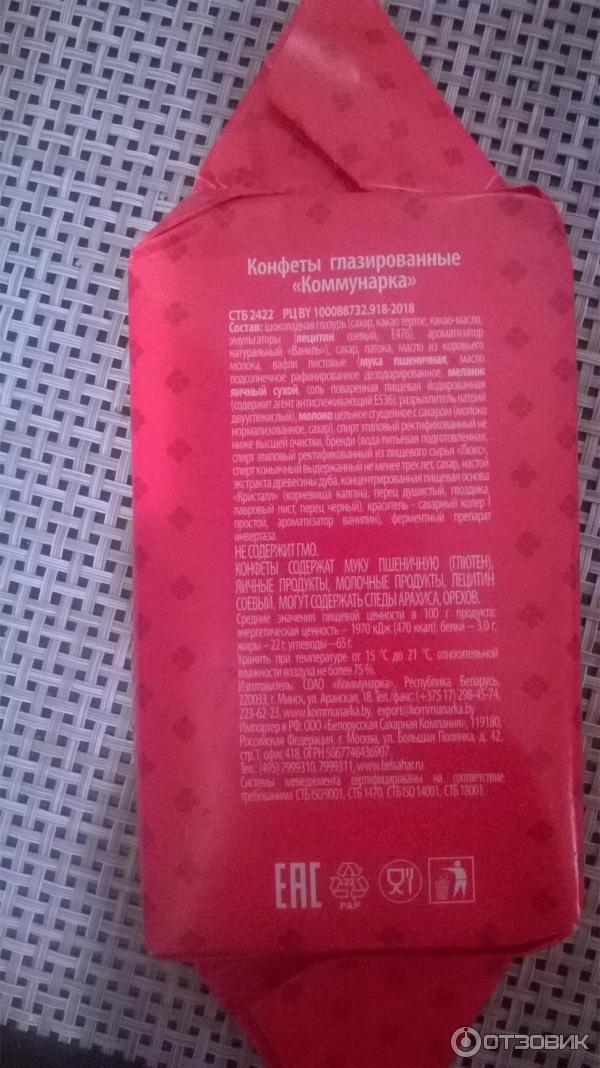 Конфеты глазированные
«Коммунарка»
СТБ 2422 РЦ BY 100088732.918-2018
Состав: шоколадная глазурь (сахар, какао тертое, какао-масло,
эмульгаторы (лецитин соевый, Е476), ароматизатор
натуральный «Ваниль»), сахар, патока, масло из коровьего
молока, вафли листовые (мука пшеничная, масло
подсолнечное рафинированное дезодорированное, меланж
яичный сухой, соль поваренная пищевая йодированная
(содержит агент антислеживающий Е536), разрыхлитель натрий
двууглекислый), молоко цельное сгущенное с сахаром (молоко
нормализованное, сахар), спирт этиловый ректификованный не
ниже высшей очистки, бренди (вода питьевая подготовленная,
спирт этиловый ректификованный из пищевого сырья «Люкс»,
спирт коньячный выдержанный не менее трех лет, сахар, настой
экстракта древесины дуба, концентрированная пищевая основа
«Кристалл» (корневища калгана, перец душистый, гвоздика,
лавровый лист, перец черный), краситель - сахарный колер I
простой, ароматизатор ванилин), ферментный препарат
инвертаза.
НЕ СОДЕРЖИТ ГМО.
КОНФЕТЫ СОДЕРЖАТ МУКУ ПШЕНИЧНУЮ (ГЛЮТЕН),
ЯИЧНЫЕ ПРОДУКТЫ, МОЛОЧНЫЕ ПРОДУКТЫ, ЛЕЦИТИН
СОЕВЫЙ. МОГУТ СОДЕРЖАТЬ СЛЕДЫ АРАХИСА, ОРЕХОВ.
Средние значения пищевой ценности в 100 г продукта:
энергетическая ценность – 1970 кДж (470 ккал), белки – 3,0 г,
жиры – 22 г, углеводы – 65 г.
Хранить при температуре от 15 °С до 21 °С, относительной
влажности воздуха не более 75 %.
Изготовитель: СОАО «Коммунарка», Республика Беларусь,
220033, г. Минск, ул. Аранская, 18. Тел./факс: (+375 17) 298-45-74,
223-62-23, www.kommunarka.by, export@kommunarka.by
Импортер в РФ: ООО «Белорусская Сахарная Компания», 119180,
Российская Федерация, г. Москва, ул. Большая Полянка, д. 42,
стр.1, офис 418, ОГРН 5067746436907.
Тел.: (495) 7999310, 7999311, www.belsahar.ru.
Системы менеджмента сертифицированы на соответствие
требованиям СТБ ISO 9001, СТБ 1470, СТБ ISO 14001, СТБ 18001
EAC
22
PAP
ОТЗОВИК